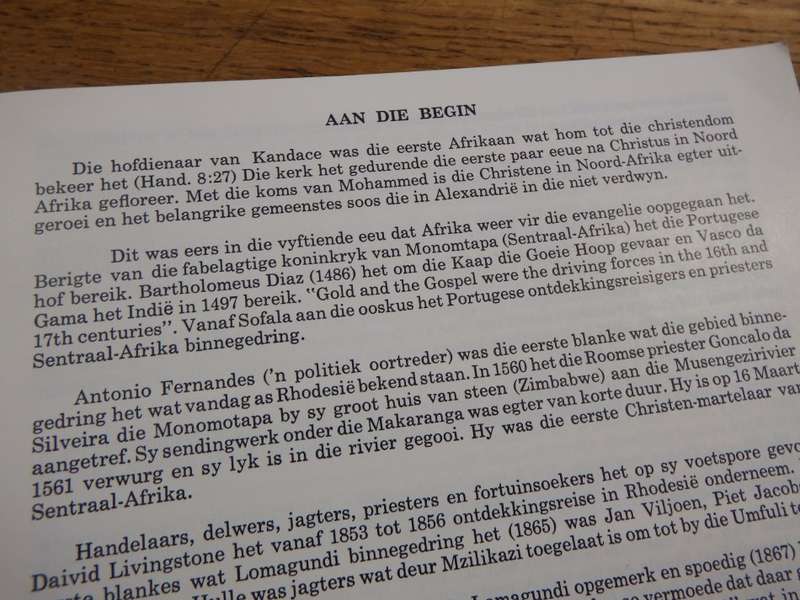 AAN DIE BEGIN
Die hofdienaar van Kandace was die eerste Afrikaan wat hom tot die christendom
bekeer het (Hand. 8:27) Die kerk het gedurende die eerste paar eeue na Christus in Noord
Afrika gefloreer. Met die koms van Mohammed is die Christene in Noord-Afrika egter uit-
geroei en het belangrike gemeenstes soos die in Alexandrië in die niet verdwyn.
Dit was eers in die vyftiende eeu dat Afrika weer vir die evangelie oopgegaan het.
Berigte van die fabelagtige koninkryk van Monomtapa (Sentraal-Afrika) het die Portugese
hof bereik. Bartholomeus Diaz (1486) het om die Kaap die Goeie Hoop gevaar en Vasco da
Gama het Indië in 1497 bereik. "Gold and the Gospel were the driving forces in the 16th and
17th centuries". Vanaf Sofala aan die ooskus het Portugese ontdekkingsreisigers en priesters
Sentraal-Afrika binnegedring.
Antonio Fernandes ('n politiek oortreder) was die eerste blanke wat die gebied binne-
gedring het wat vandag as Rhodesië bekend staan. In 1560 het die Roomse priester Goncalo da
Silveira die Monomotapa by sy groot huis van steen (Zimbabwe) aan die Musengezirivier
aangetref. Sy sendingwerk onder die Makaranga was egter van korte duur. Hy is op 16 Maart
1561 verwurg en sy lyk is in die rivier gegooi. Hy was die eerste Christen-martelaar van
Sentraal-Afrika.
Handelaars, delwers, jagters, priesters en fortuinsoekers het op sy voetspore
Daivid Livingstone het vanaf 1853 tot 1856 ontdekkingsreise in Rhodesië onderneem.
blankes wat Lomagundi binnegedring het (1865) was Jan Viljoen, Piet
Hulle was jagters wat deur Mzilikazi toegelaat is om tot by die Umfuli
opgemerk en spoedig (1867)
vermoede dat daar